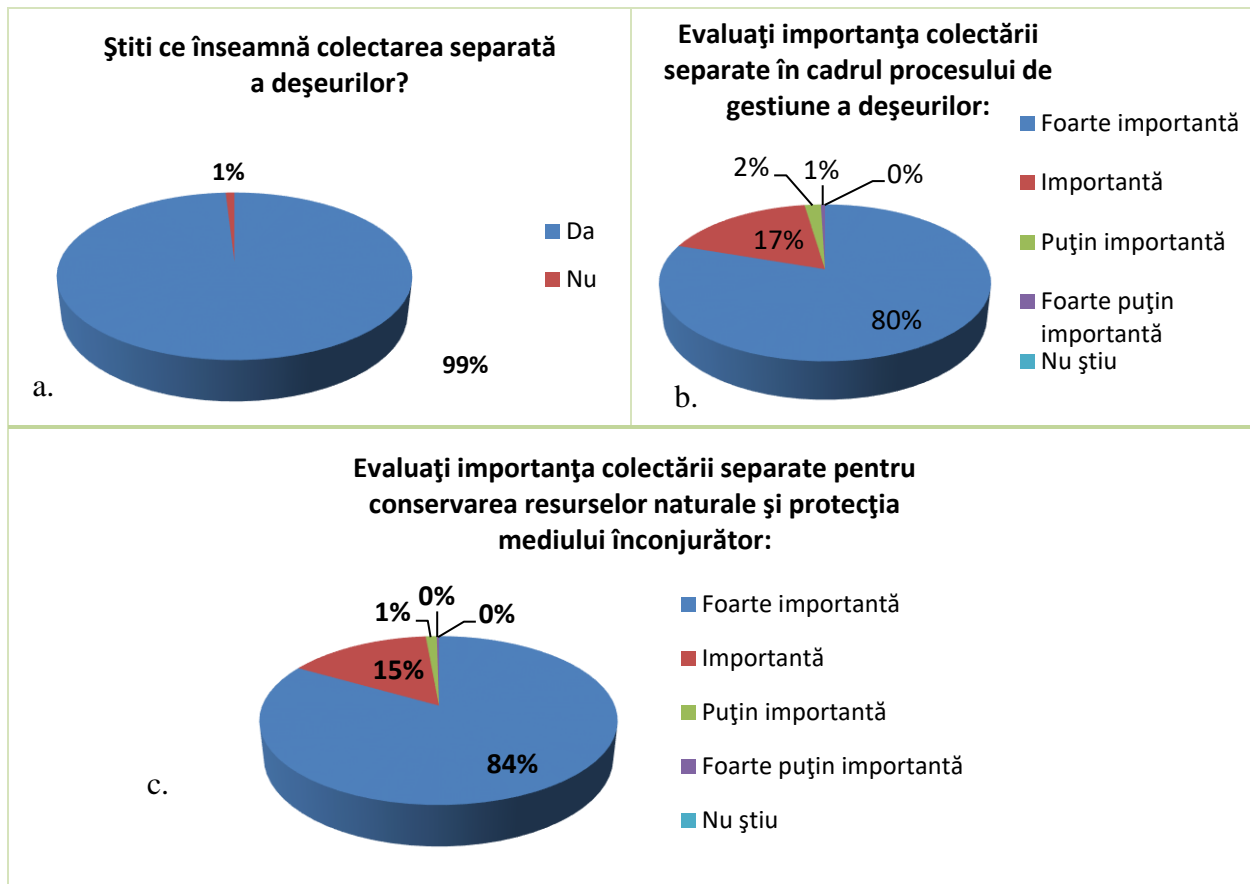 Ştiti ce înseamnă colectarea separată
a deşeurilor?
1%
99%
Da
Nu
a.
Evaluaţi importanţa colectării
separate în cadrul procesului de
gestiune a deşeurilor:
2%
1%
0%
17%
80%
Foarte importantă
Importantă
Puţin importantă
Foarte puţin
importantă
Nu ştiu
b.
Evaluaţi importanţa colectării separate pentru
conservarea resurselor naturale şi protecţia
mediului înconjurător:
1%
0%
0%
15%
84%
Foarte importantă
Importantă
Puţin importantă
Foarte puţin importantă
Nu ştiu
c.